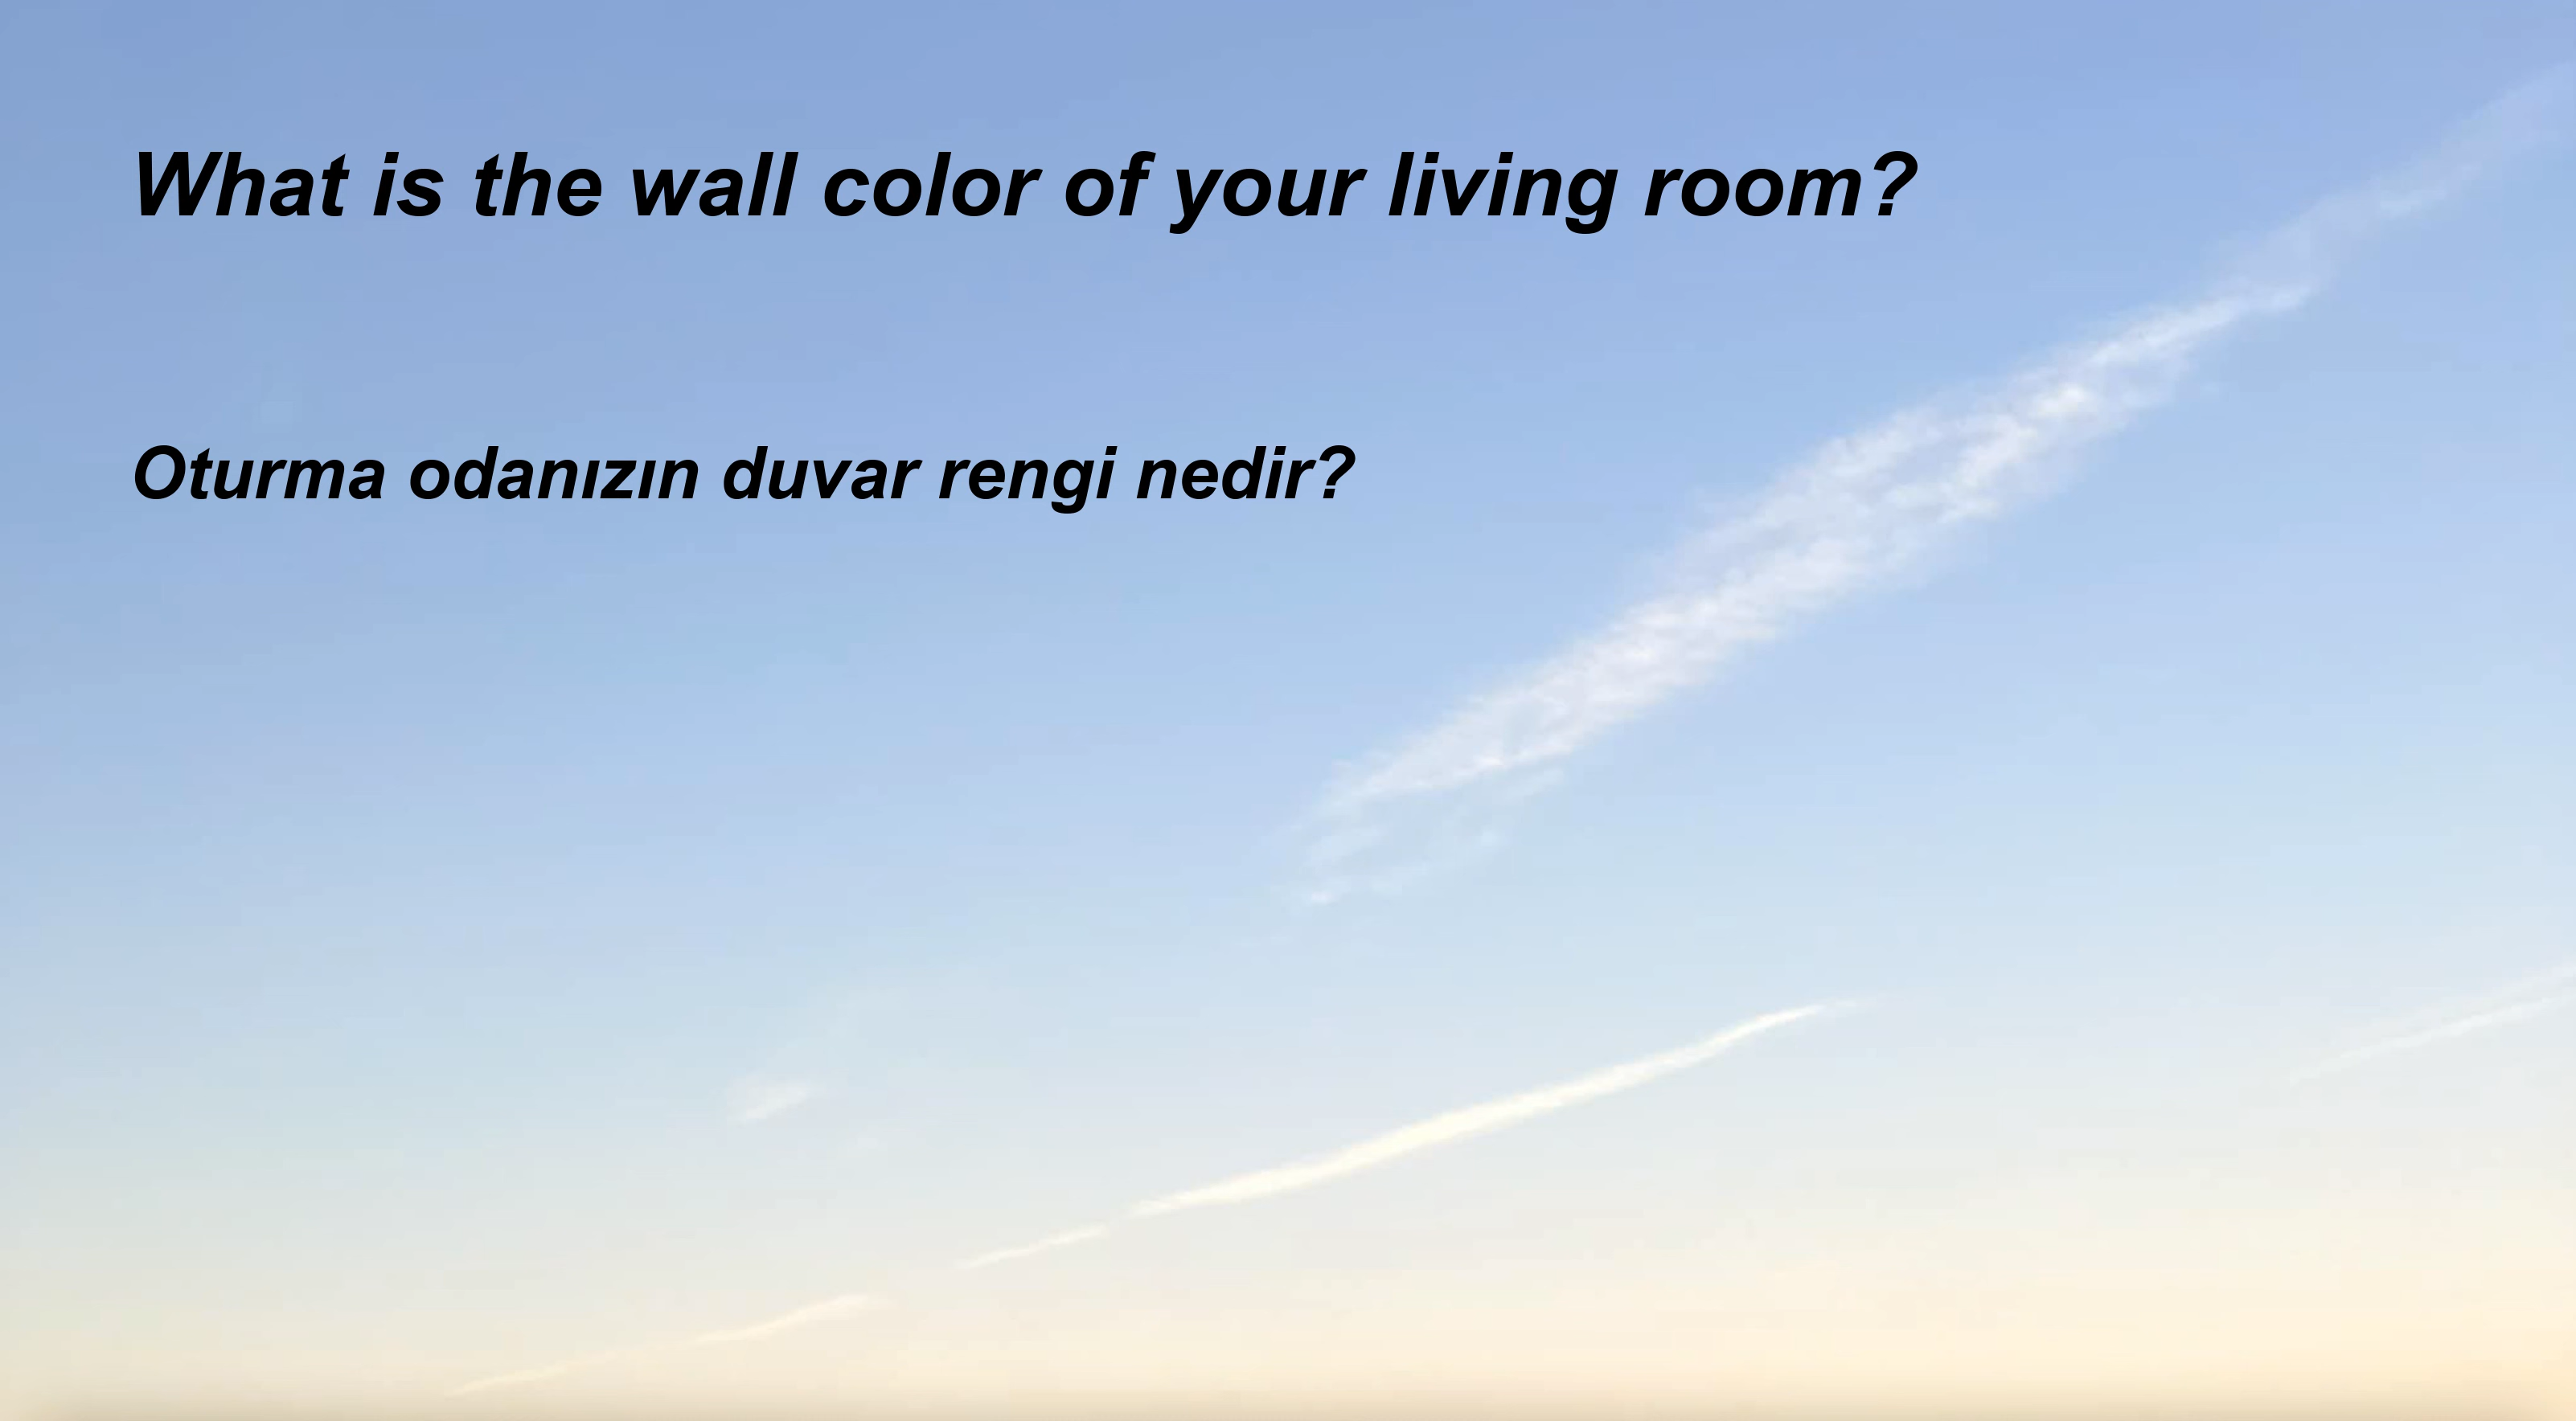 What is the wall color of your living room?
Oturma odanızın duvar rengi nedir?